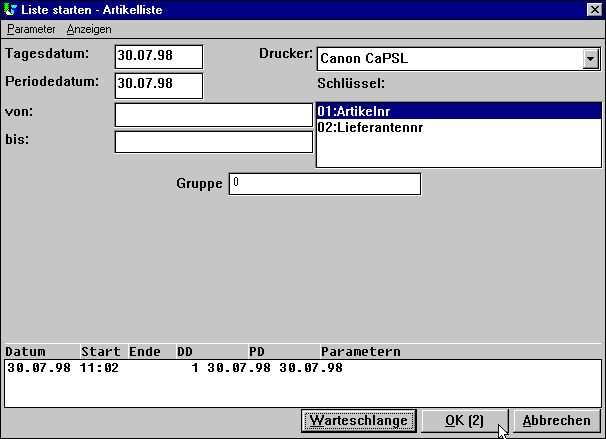 Liste starten - Artikelliste
Parameter Anzeigen
Tagesdatum: 30.07.98 Drucker: Canon CaPSL
Periodedatum: 30.07.98 Schlüssel:
von: 01:Artikelnr
bis: 02:Lieferantennr
Gruppe 0
Datum Start Ende DD PD Parametern
30.07.98 11:02 1 30.07.98 30.07.98
Warteschlange OK (2) Abbrechen